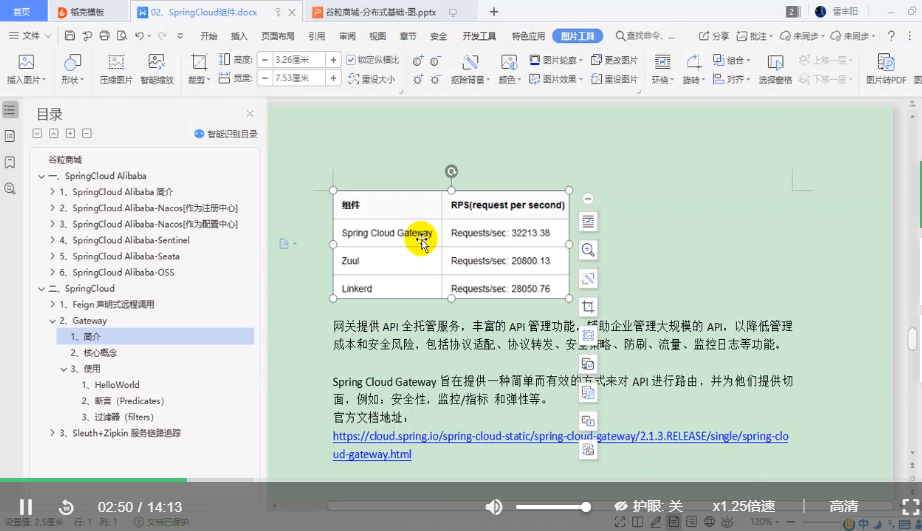 首页
稻壳模板
02、SpringCloud组件.docx
谷粒商城-分布式基础-图.pptx
+
2
雷丰阳
文件
开始
插入
页面布局
引用
审阅
视图
章节
安全
开发工具
特色应用
图片工具
查找命令...
分享
批注
未同步
未同步
插入图片
形状
压缩图片
智能缩放
裁剪
高度: 3.26厘米
宽度: 7.53厘米
锁定纵横比
重设大小
抠除背景
颜色
图片轮廓
图片效果
更改图片
重设图片
环绕
旋转
组合
对齐
选择窗格
上移一层
下移一层
图片转PDF
目录
智能识别目录
谷粒商城
一、SpringCloud Alibaba
1、SpringCloud Alibaba 简介
2、SpringCloud Alibaba-Nacos[作为注册中心]
3、SpringCloud Alibaba-Nacos[作为配置中心]
4、SpringCloud Alibaba-Sentinel
5、SpringCloud Alibaba-Seata
6、SpringCloud Alibaba-OSS
二、SpringCloud
1、Feign 声明式远程调用
2、Gateway
1、简介
2、核心概念
3、使用
1、HelloWorld
2、断言（Predicates）
3、过滤器（filters）
3、Sleuth+Zipkin 服务链路追踪
组件 RPS(request per second)
Spring Cloud Gateway Requests/sec: 32213.38
Zuul Requests/sec: 20800.13
Linkerd Requests/sec: 28050.76
网关提供 API 全托管服务，丰富的 API 管理功能，辅助企业管理大规模的 API，以降低管理
成本和安全风险，包括协议适配、协议转发、安全策略、防刷、流量、监控日志等功能。
Spring Cloud Gateway 旨在提供一种简单而有效的方式来对 API 进行路由，并为他们提供切
面，例如：安全性，监控/指标 和弹性等。
官方文档地址：
https://cloud.spring.io/spring-cloud-static/spring-cloud-gateway/2.1.3.RELEASE/single/spring-clo
ud-gateway.html
02:50 / 14:13
护眼: 关
x1.25倍速
高清
设置值: 2.5厘米
行: 1
列: 1
文档已保护
120%
中